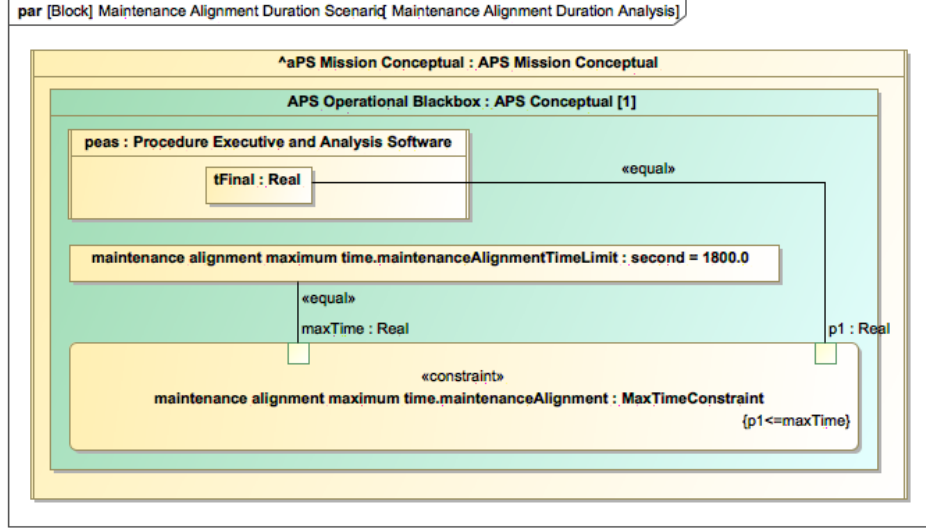 par [Block] Maintenance Alignment Duration Scenario[ Maintenance Alignment Duration Analysis]
^aPS Mission Conceptual : APS Mission Conceptual
APS Operational Blackbox : APS Conceptual [1]
peas : Procedure Executive and Analysis Software
tFinal : Real
«equal»
maintenance alignment maximum time.maintenanceAlignmentTimeLimit : second = 1800.0
«equal»
maxTime : Real
p1 : Real
«constraint»
maintenance alignment maximum time.maintenanceAlignment : MaxTimeConstraint
{p1<=maxTime}